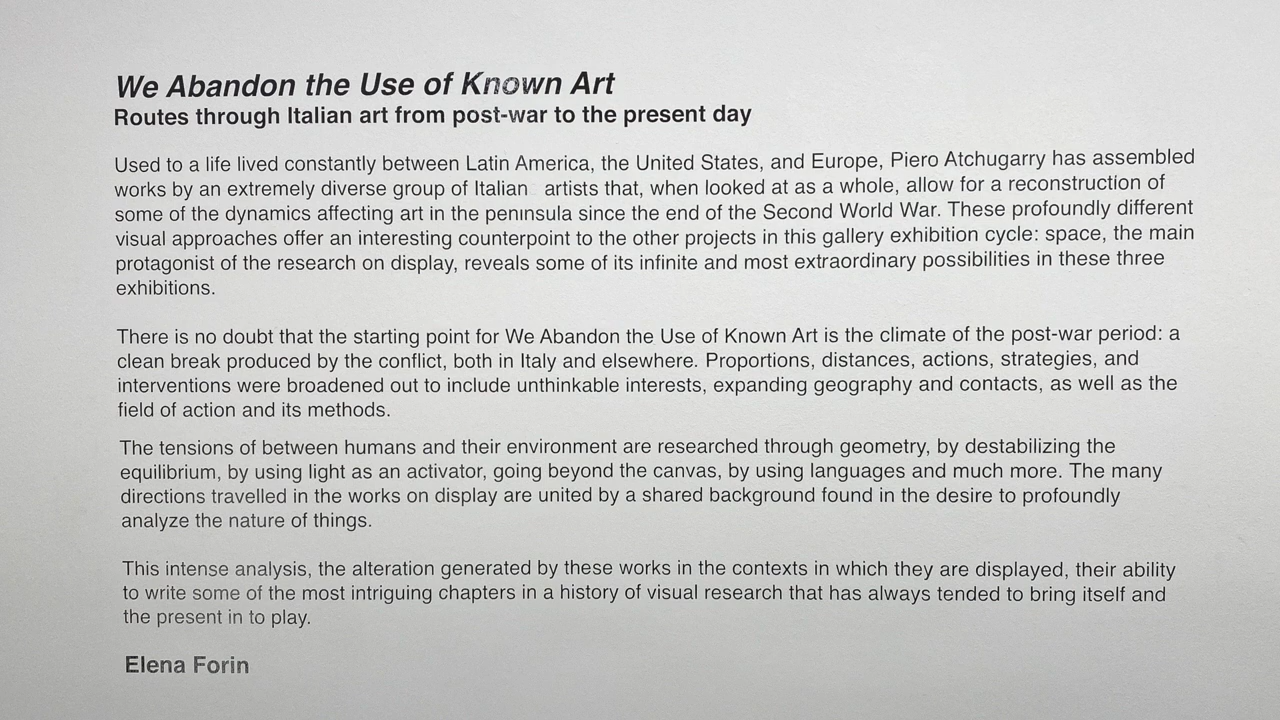 We Abandon the Use of Known Art
Routes through Italian art from post-war to the present day
Used to a life lived constantly between Latin America, the United States, and Europe, Piero Atchugarry has assembled
works by an extremely diverse group of Italian artists that, when looked at as a whole, allow for a reconstruction of
some of the dynamics affecting art in the peninsula since the end of the Second World War. These profoundly different
visual approaches offer an interesting counterpoint to the other projects in this gallery exhibition cycle: space, the main
protagonist of the research on display, reveals some of its infinite and most extraordinary possibilities in these three
exhibitions.
There is no doubt that the starting point for We Abandon the Use of Known Art is the climate of the post-war period: a
clean break produced by the conflict, both in Italy and elsewhere. Proportions, distances, actions, strategies, and
interventions were broadened out to include unthinkable interests, expanding geography and contacts, as well as the
field of action and its methods.
The tensions of between humans and their environment are researched through geometry, by destabilizing the
equilibrium, by using light as an activator, going beyond the canvas, by using languages and much more. The many
directions travelled in the works on display are united by a shared background found in the desire to profoundly
analyze the nature of things.
This intense analysis, the alteration generated by these works in the contexts in which they are displayed, their ability
to write some of the most intriguing chapters in a history of visual research that has always tended to bring itself and
the present in to play.
Elena Forin